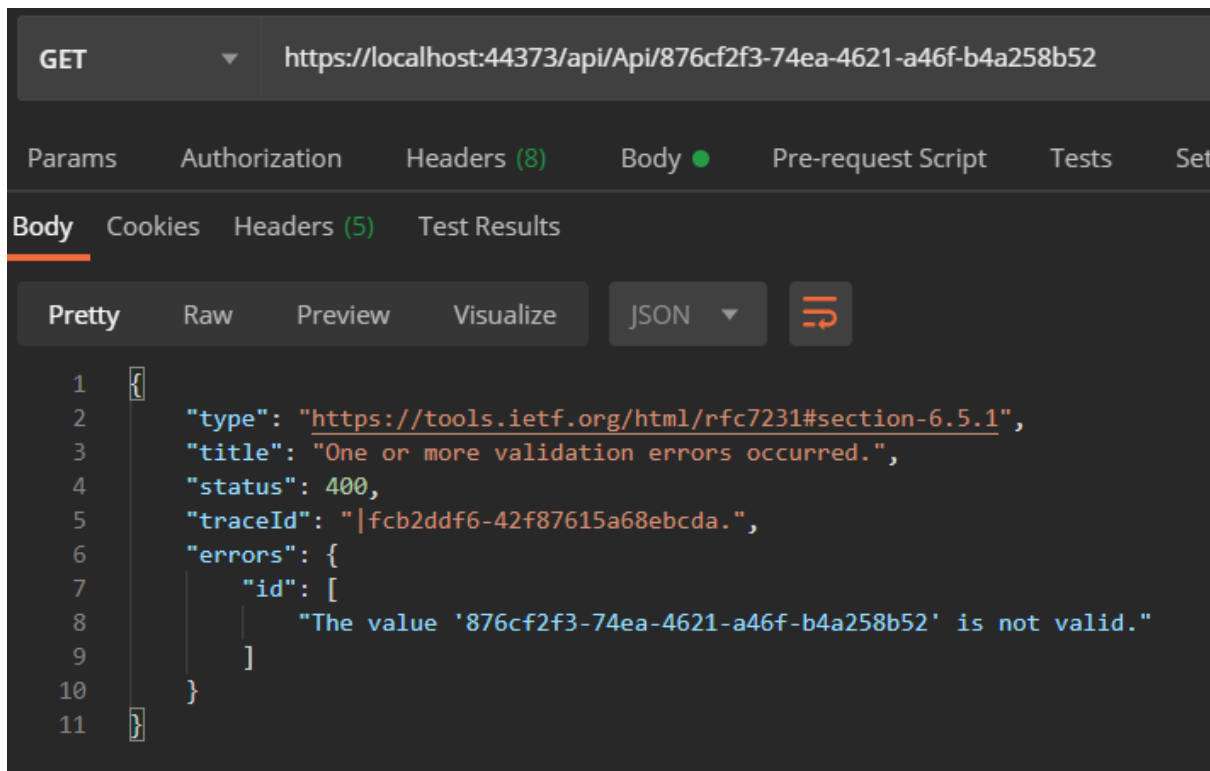 GET https://localhost:44373/api/Api/876cf2f3-74ea-4621-a46f-b4a258b52
Params Authorization Headers (8) Body Pre-request Script Tests Set
Body Cookies Headers (5) Test Results
Pretty Raw Preview Visualize JSON
1 {
2 "type": "https://tools.ietf.org/html/rfc7231#section-6.5.1",
3 "title": "One or more validation errors occurred.",
4 "status": 400,
5 "traceId": "|fcb2ddf6-42f87615a68ebcda.",
6 "errors": {
7 "id": [
8 "The value '876cf2f3-74ea-4621-a46f-b4a258b52' is not valid."
9 ]
10 }
11 }